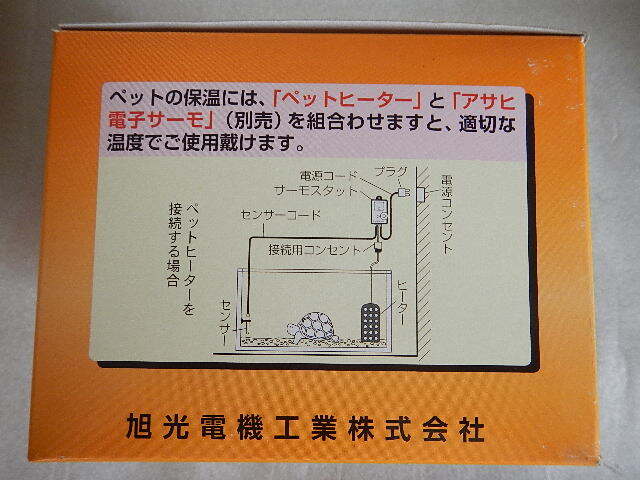 ペットの保温には、「ペットヒーター」と「アサヒ
電子サーモ」（別売）を組合わせますと、適切な
温度でご使用戴けます。
電源コード
プラグ
サーモスタット
電源コンセント
センサーコード
接続用コンセント
ペットヒーターを
接続する場合
センサー
ヒーター
旭光電機工業株式会社